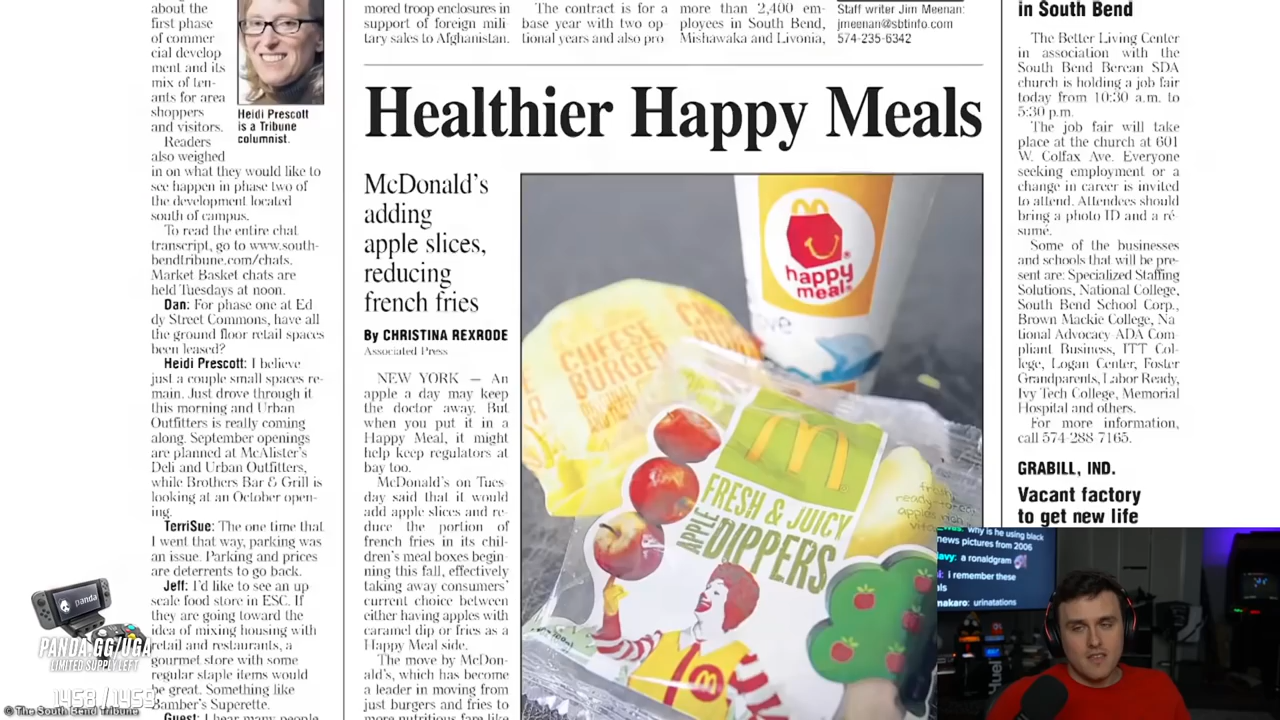 about the
first phase
of commer
cial develop
ment and its
mix of ten-
ants for area
shoppers
and visitors.
Readers
also weighed
in on what they would like to
see happen in phase two of
the development located
south of campus.
To read the entire chat
transcript, go to www.south-
bendtribune.com/chats.
Market Basket chats are
held Tuesdays at noon.
Dan: For phase one at Ed
dy Street Commons, have all
the ground floor retail spaces
been leased?
Heidi Prescott: I believe
just a couple small spaces re-
main. Just drove through it
this morning and Urban
Outfitters is really coming
along. September openings
are planned at McAlister's
Deli and Urban Outfitters,
while Brothers Bar & Grill is
looking at an October open-
ing.
TerriSue: The one time that
I went that way, parking was
an issue. Parking and prices
are deterrents to go back.
Jeff: I'd like to see an up
scale food store in ESC. If
they are going toward the
idea of mixing housing with
retail and restaurants, a
gourmet store with some
regular staple items would
be great. Something like
Bamber's Superette.
Guest: I hear many people
Heidi Prescott
is a Tribune
columnist.
mored troop enclosures in
support of foreign mili
tary sales to Afghanistan.
The contract is for a
base year with two op
tional years and also pro
more than 2,400 em
ployees in South Bend,
Mishawaka and Livonia,
Staff writer Jim Meenan:
jmeenan@sbtinfo.com
574-235-6342
Healthier Happy Meals
McDonald's
adding
apple slices,
reducing
french fries
By CHRISTINA REXRODE
Associated Press
NEW YORK — An
apple a day may keep
the doctor away. But
when you put it in a
Happy Meal, it might
help keep regulators at
bay too.
McDonald's on Tues
day said that it would
add apple slices and re
duce the portion of
french fries in its chil
dren's meal boxes begin
ning this fall, effectively
taking away consumers'
current choice between
either having apples with
caramel dip or fries as a
Happy Meal side.
The move by McDon-
ald's, which has become
a leader in moving from
just burgers and fries to
more nutritious fare like
happy
meal
CHEESE
BURGER
FRESH & JUICY
APPLE
DIPPERS
in South Bend
The Better Living Center
in association with the
South Bend Berean SDA
church is holding a job fair
today from 10:30 a.m. to
5:30 p.m.
The job fair will take
place at the church at 601
W. Colfax Ave. Everyone
seeking employment or a
change in career is invited
to attend. Attendees should
bring a photo ID and a ré-
sumé.
Some of the businesses
and schools that will be pre
sent are: Specialized Staffing
Solutions, National College,
South Bend School Corp.,
Brown Mackie College, Na
tional Advocacy ADA Com
pliant Business, ITT Col-
lege, Logan Center, Foster
Grandparents, Labor Ready,
Ivy Tech College, Memorial
Hospital and others.
For more information,
call 574-288 7165.
GRABILL, IND.
Vacant factory
to get new life
why is he using black
news pictures from 2006
a ronaldgram
I remember these
makaro: urinations
panda
PANDA.GG/UGA
LIMITED SUPPLY LEFT
1458 / 1459
© The South Bend Tribune